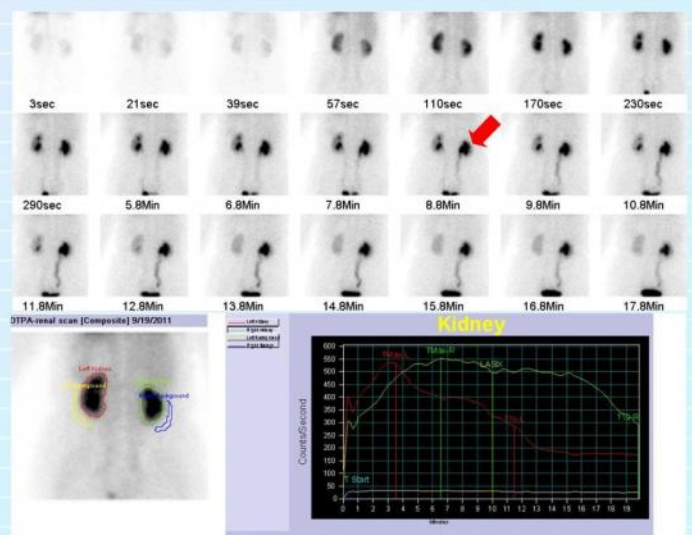 3sec 21sec 39sec 57sec 110sec 170sec 230sec
290sec 5.8Min 6.8Min 7.8Min 8.8Min 9.8Min 10.8Min
11.8Min 12.8Min 13.8Min 14.8Min 15.8Min 16.8Min 17.8Min
DTPA-renal scan [Composite] 9/19/2011
Left kidney
Kidney
Counts/Second
600
550
500
450
400
350
300
250
200
150
100
50
0
LASIX
T Start
0 1 2 3 4 5 6 7 8 9 10 11 12 13 14 15 16 17 18 19
Minutes